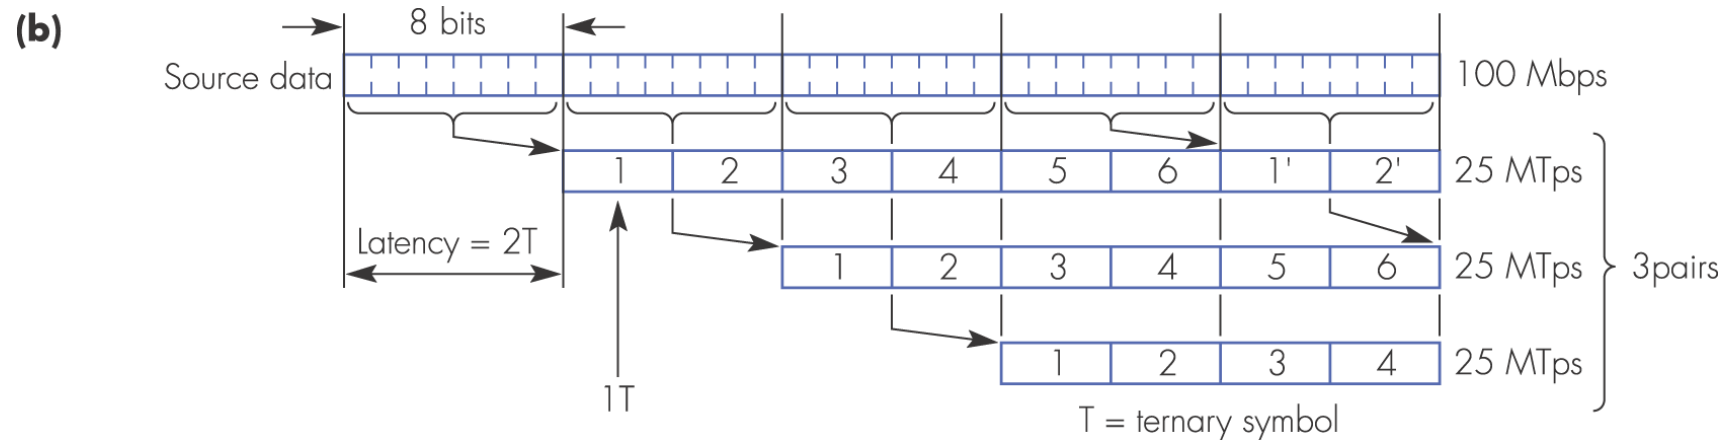 (b)
8 bits
Source data 100 Mbps
1 2 3 4 5 6 1' 2' 25 MTps
Latency = 2T
1 2 3 4 5 6 25 MTps
3pairs
1 2 3 4 25 MTps
1T
T = ternary symbol